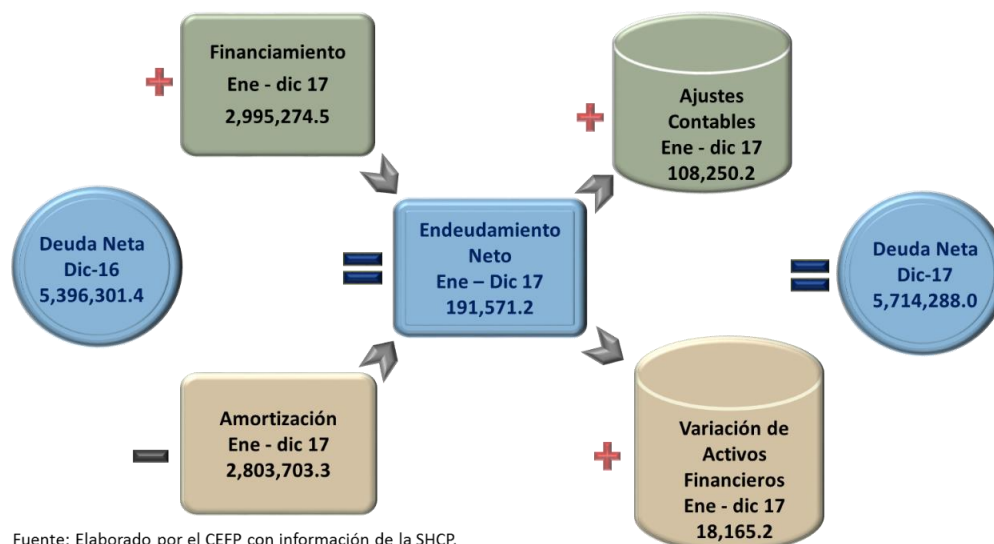 Financiamiento
Ene - dic 17
2,995,274.5
Ajustes
Contables
Ene - dic 17
108,250.2
Deuda Neta
Dic-16
5,396,301.4
Endeudamiento
Neto
Ene – Dic 17
191,571.2
Deuda Neta
Dic-17
5,714,288.0
Amortización
Ene - dic 17
2,803,703.3
Variación de
Activos
Financieros
Ene - dic 17
18,165.2
Fuente: Elaborado por el CEFP con información de la SHCP.